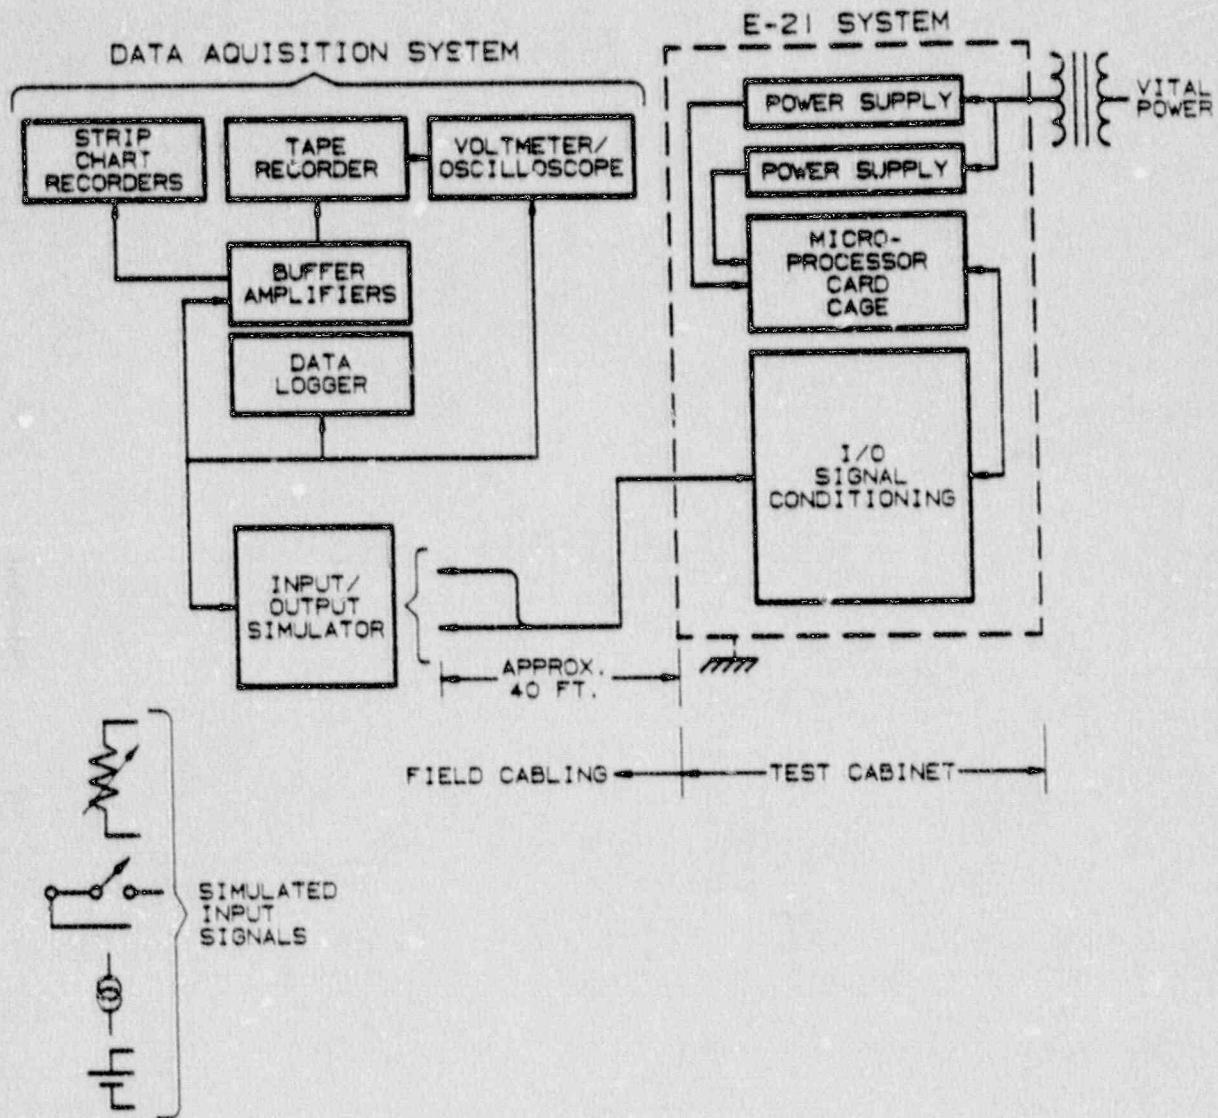 E-21 SYSTEM
DATA AQUISITION SYSTEM
STRIP
CHART
RECORDERS
TAPE
RECORDER
VOLTMETER/
OSCILLOSCOPE
POWER SUPPLY
VITAL
POWER
POWER SUPPLY
BUFFER
AMPLIFIERS
MICRO-
PROCESSOR
CARD
CAGE
DATA
LOGGER
I/O
SIGNAL
CONDITIONING
INPUT/
OUTPUT
SIMULATOR
APPROX.
40 FT.
FIELD CABLING
TEST CABINET
SIMULATED
INPUT
SIGNALS